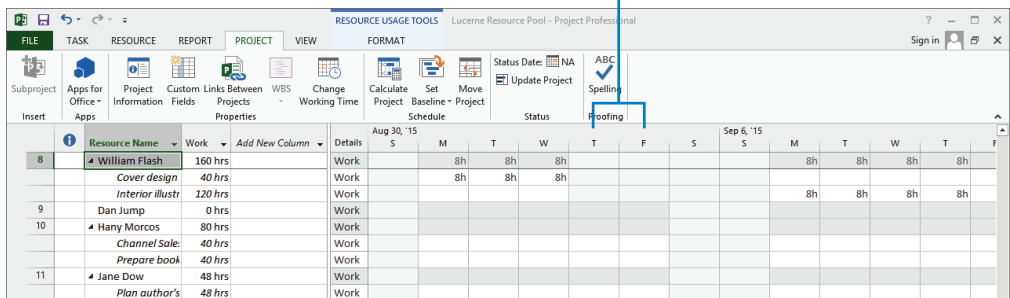 RESOURCE USAGE TOOLS Lucerne Resource Pool - Project Professional ?
FILE TASK RESOURCE REPORT PROJECT VIEW FORMAT Sign in
Subproject
Apps for Office
Project Information
Custom Fields
Links Between Projects
WBS
Change Working Time
Calculate Project
Set Baseline
Move Project
Status Date: NA
Update Project
ABC
Spelling
Insert Apps Properties Schedule Status Proofing
Aug 30, '15 Sep 6, '15
Resource Name Work Add New Column Details S M T W T F S S M T W T F
8 William Flash 160 hrs Work 8h 8h 8h 8h 8h 8h 8h
Cover design 40 hrs Work 8h 8h 8h
Interior illustr 120 hrs Work 8h 8h 8h 8h
9 Dan Jump 0 hrs Work
10 Hany Morcos 80 hrs Work
Channel Sale: 40 hrs Work
Prepare book 40 hrs Work
11 Jane Dow 48 hrs Work
Plan author's 48 hrs Work